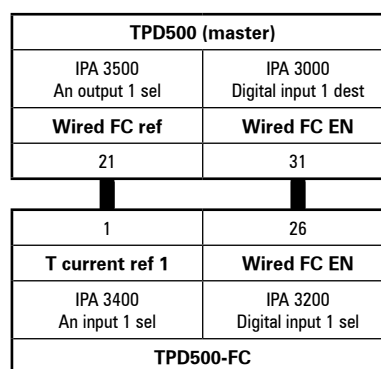 TPD500 (master)
IPA 3500
An output 1 sel
IPA 3000
Digital input 1 dest
Wired FC ref
Wired FC EN
21
31
1
26
T current ref 1
Wired FC EN
IPA 3400
An input 1 sel
IPA 3200
Digital input 1 sel
TPD500-FC